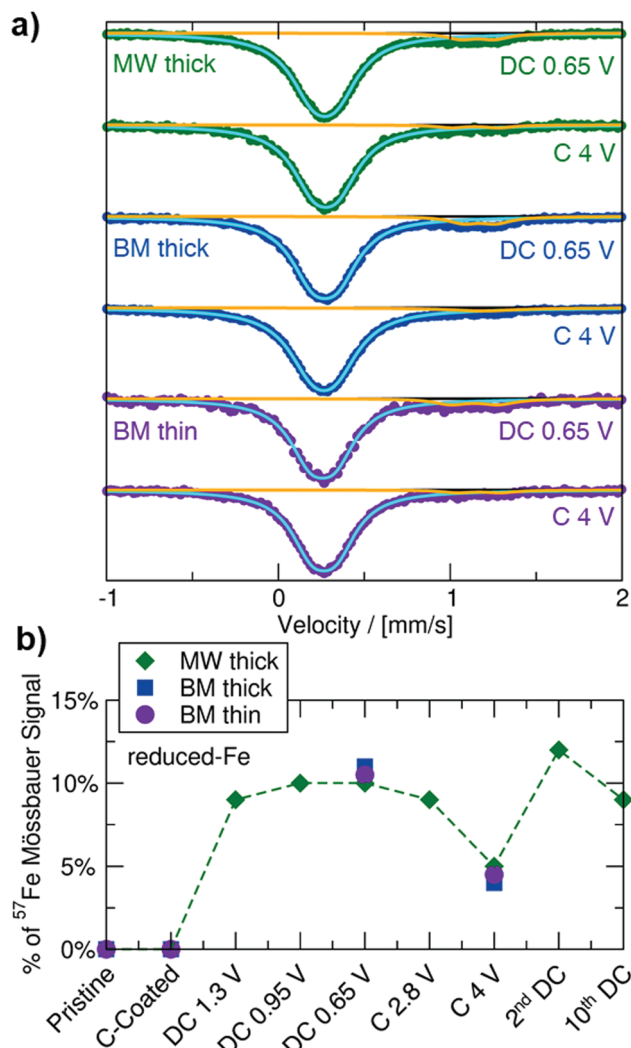 a)
MW thick
DC 0.65 V
C 4 V
BM thick
DC 0.65 V
C 4 V
BM thin
DC 0.65 V
C 4 V
-1 0 1 2
Velocity / [mm/s]
b)
MW thick
BM thick
BM thin
reduced-Fe
15%
10%
5%
0%
% of ⁵⁷Fe Mössbauer Signal
Pristine
C-Coated
DC 1.3 V
DC 0.95 V
DC 0.65 V
C 2.8 V
C 4 V
2ⁿᵈ DC
10ᵗʰ DC